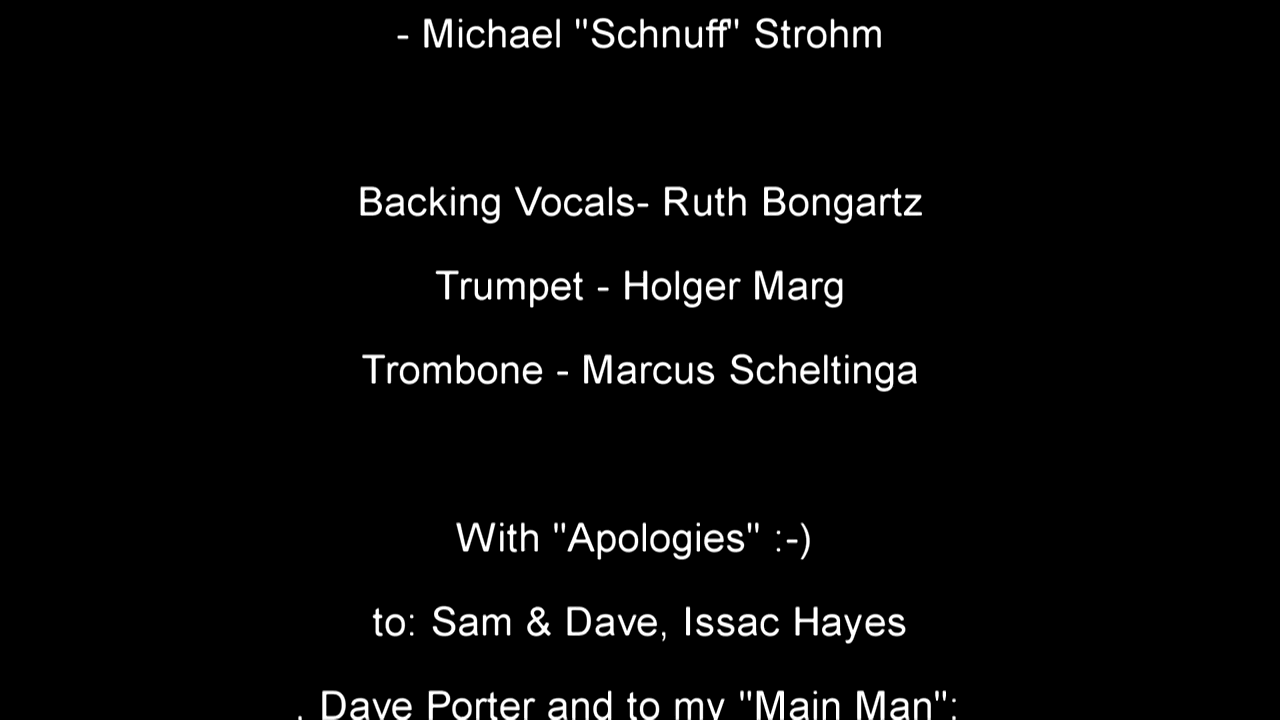 - Michael "Schnuff" Strohm
Backing Vocals- Ruth Bongartz
Trumpet - Holger Marg
Trombone - Marcus Scheltinga
With "Apologies" :-)
to: Sam & Dave, Issac Hayes
, Dave Porter and to my "Main Man":